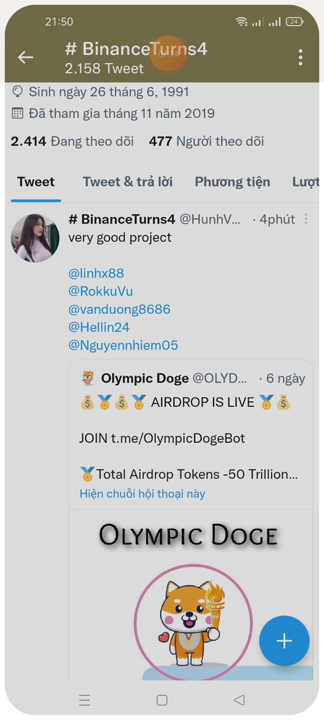 21:50
24
# BinanceTurns4
2.158 Tweet
Sinh ngày 26 tháng 6, 1991
Đã tham gia tháng 11 năm 2019
2.414 Đang theo dõi 477 Người theo dõi
Tweet Tweet & trả lời Phương tiện Lượt
# BinanceTurns4 @HunhV... · 4phút
very good project
@linhx88
@RokkuVu
@vanduong8686
@Hellin24
@Nguyennhiem05
Olympic Doge @OLYD... · 6 ngày
💰🏅💰🏅 AIRDROP IS LIVE 🏅💰
JOIN t.me/OlympicDogeBot
🏅Total Airdrop Tokens -50 Trillion...
Hiện chuỗi hội thoại này
OLYMPIC DOGE